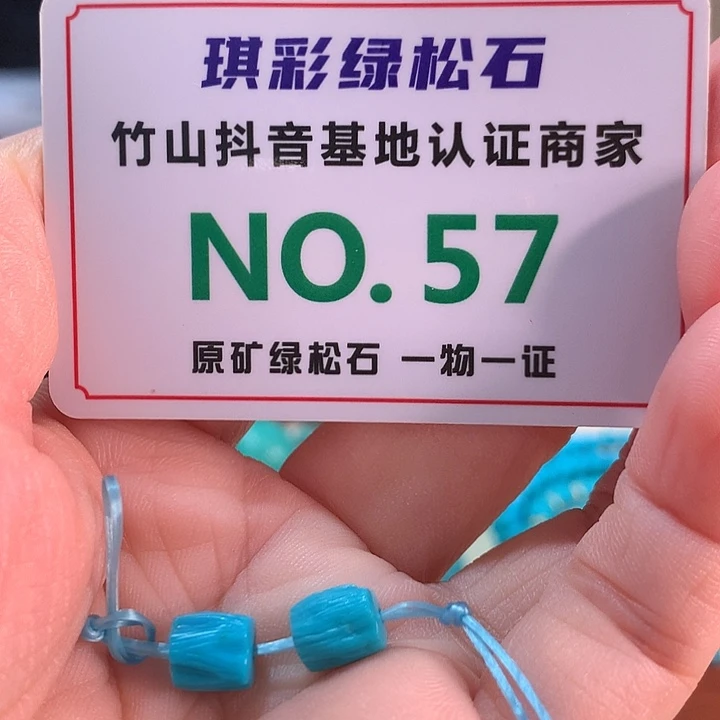 琪彩绿松石
竹山抖音基地认证商家
NO.57
原矿绿松石 一物一证